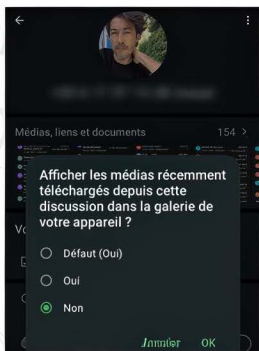 Médias, liens et documents 154 >
Afficher les médias récemment
téléchargés depuis cette
discussion dans la galerie de
votre appareil ?
Défaut (Oui)
Oui
Non
OK